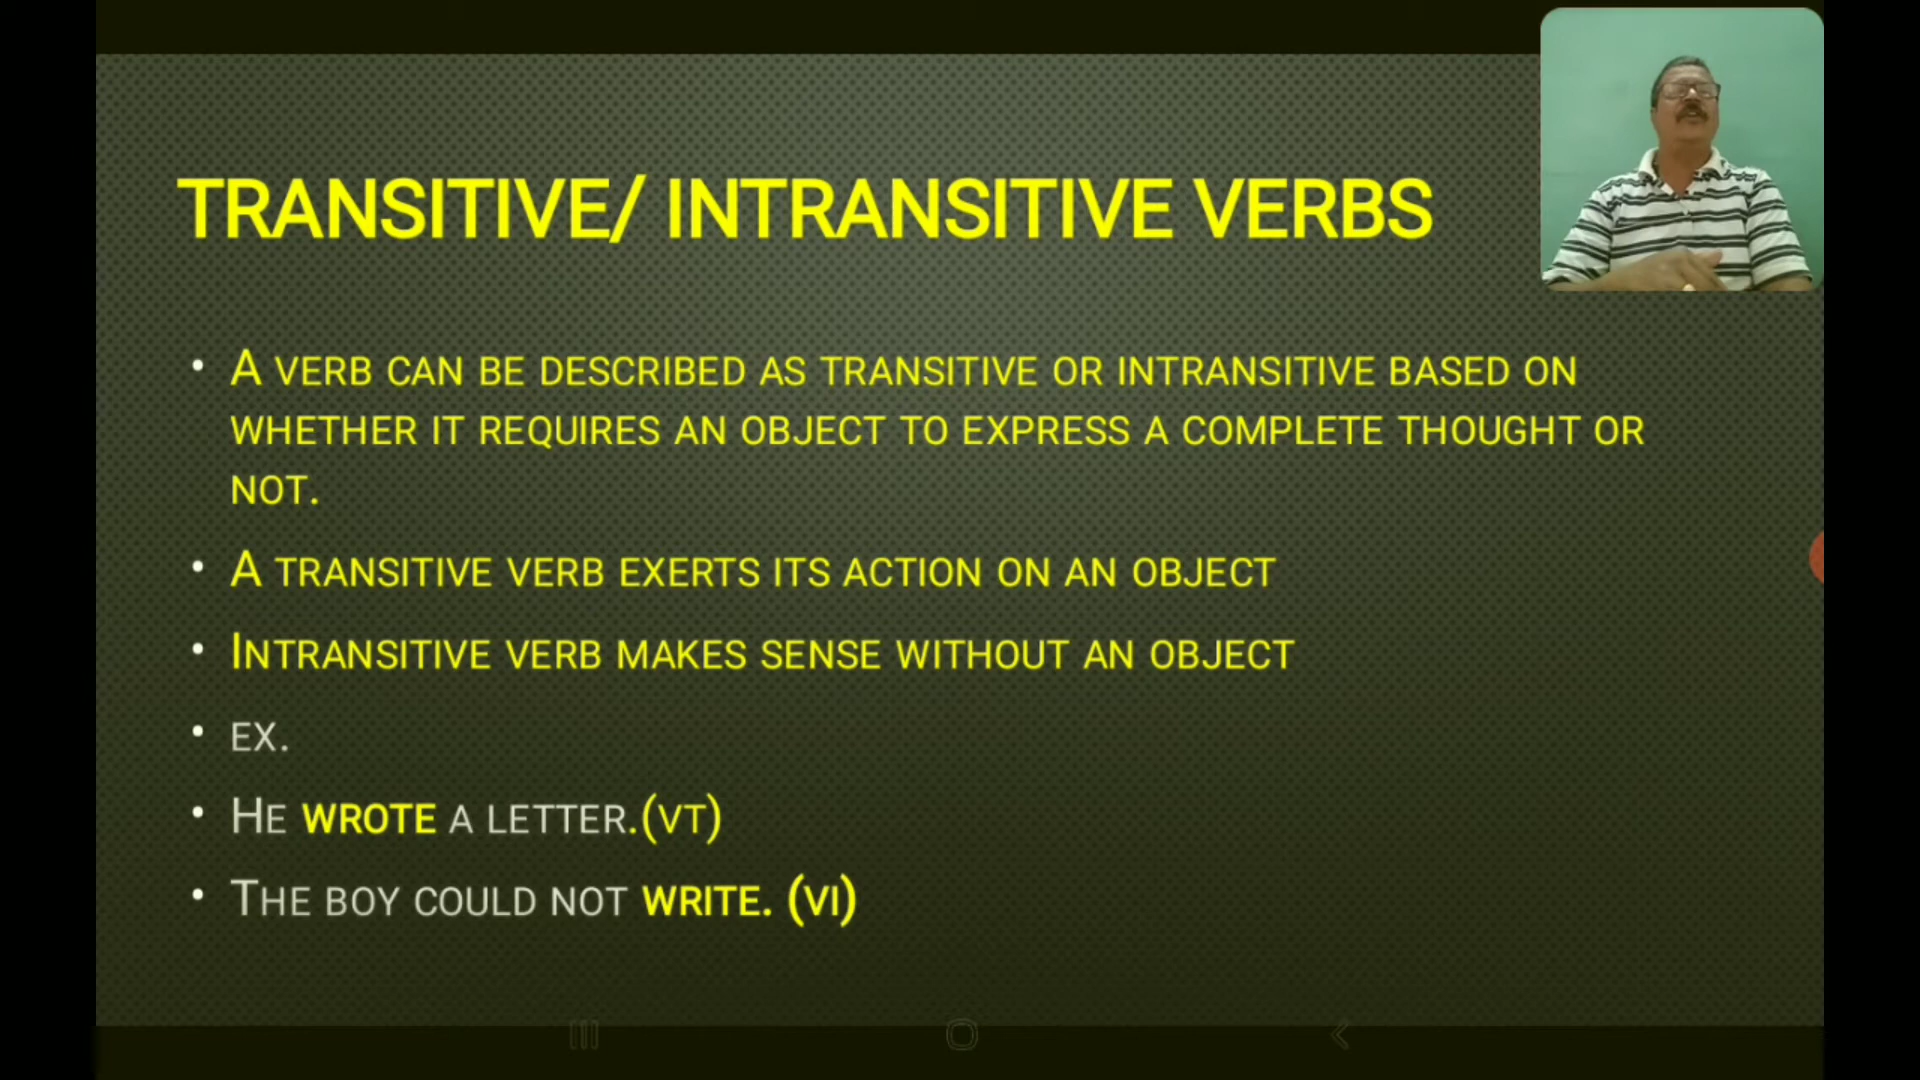 TRANSITIVE/ INTRANSITIVE VERBS
• A VERB CAN BE DESCRIBED AS TRANSITIVE OR INTRANSITIVE BASED ON
WHETHER IT REQUIRES AN OBJECT TO EXPRESS A COMPLETE THOUGHT OR
NOT.
• A TRANSITIVE VERB EXERTS ITS ACTION ON AN OBJECT
• INTRANSITIVE VERB MAKES SENSE WITHOUT AN OBJECT
• EX.
• HE WROTE A LETTER.(VT)
• THE BOY COULD NOT WRITE. (VI)